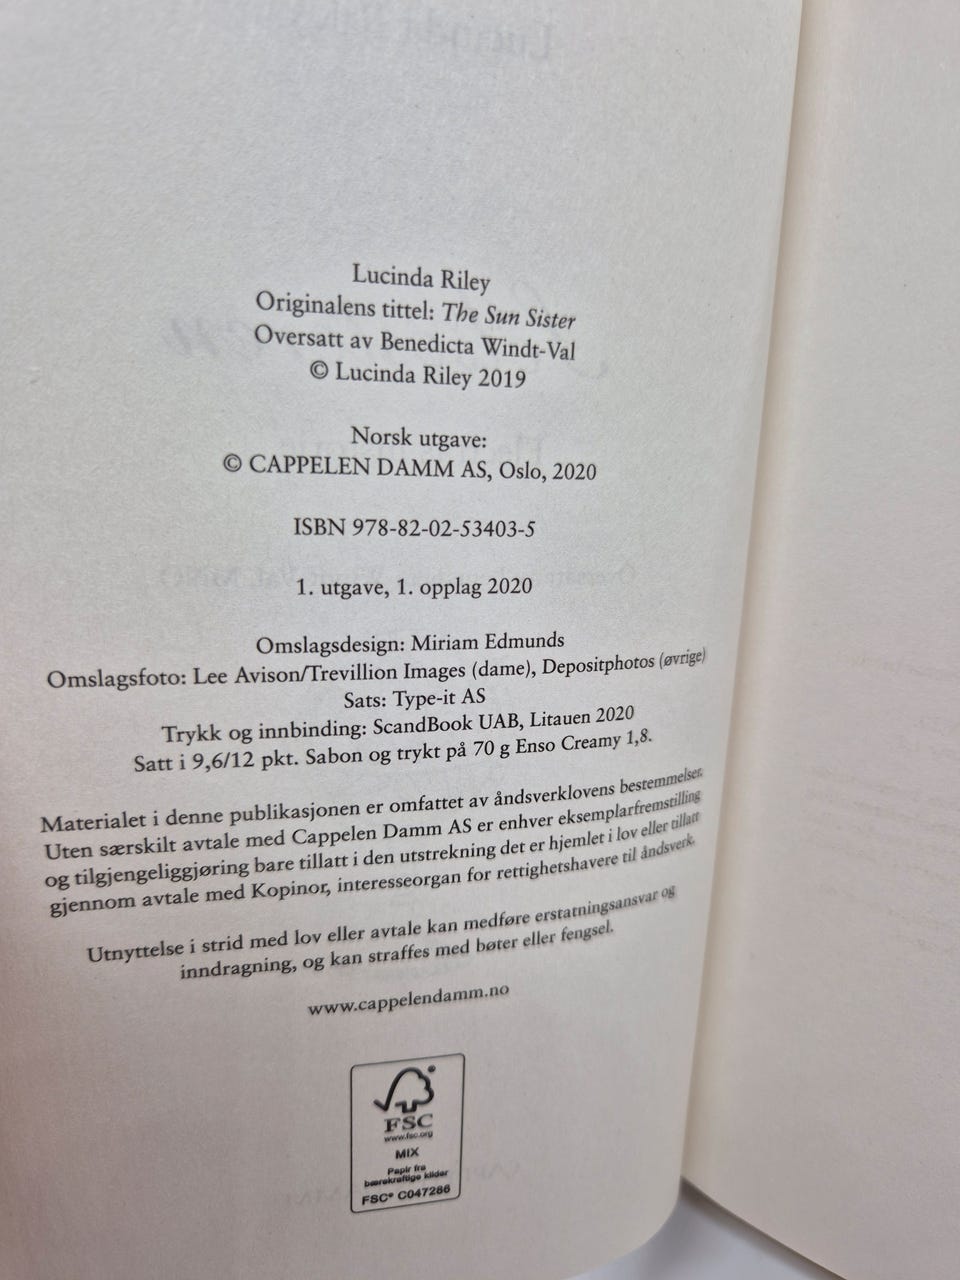 Lucinda Riley
Originalens tittel: The Sun Sister
Oversatt av Benedicta Windt-Val
© Lucinda Riley 2019
Norsk utgave:
© CAPPELEN DAMM AS, Oslo, 2020
ISBN 978-82-02-53403-5
1. utgave, 1. opplag 2020
Omslagsdesign: Miriam Edmunds
Omslagsfoto: Lee Avison/Trevillion Images (dame), Depositphotos (øvrige)
Sats: Type-it AS
Trykk og innbinding: ScandBook UAB, Litauen 2020
Satt i 9,6/12 pkt. Sabon og trykt på 70 g Enso Creamy 1,8.
Materialet i denne publikasjonen er omfattet av åndsverklovens bestemmelser.
Uten særskilt avtale med Cappelen Damm AS er enhver eksemplarfremstilling
og tilgjengeliggjøring bare tillatt i den utstrekning det er hjemlet i lov eller tillatt
gjennom avtale med Kopinor, interesseorgan for rettighetshavere til åndsverk.
Utnyttelse i strid med lov eller avtale kan medføre erstatningsansvar og
inndragning, og kan straffes med bøter eller fengsel.
www.cappelendamm.no
FSC
www.fsc.org
MIX
Papir fra
bærekraftige kilder
FSC® C047286